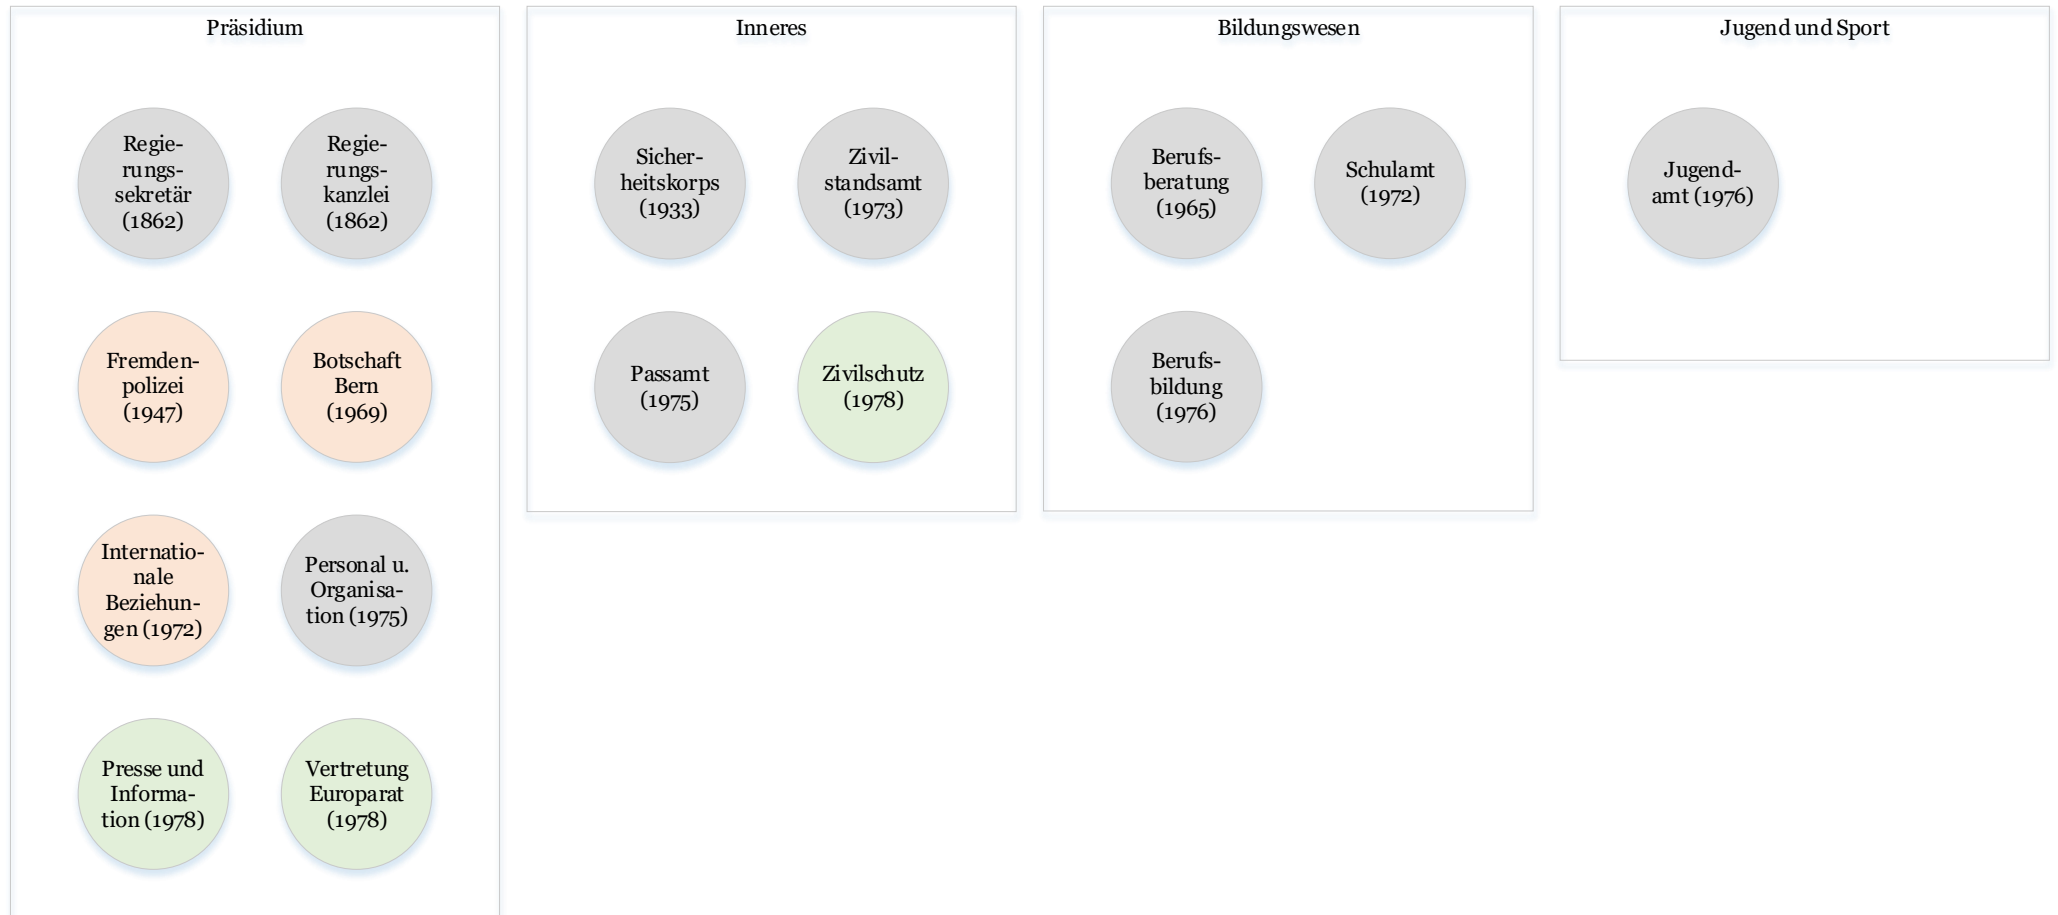 Präsidium
Regie-
rungs-
sekretär
(1862)
Regie-
rungs-
kanzlei
(1862)
Fremden-
polizei
(1947)
Botschaft
Bern
(1969)
Internatio-
nale
Beziehun-
gen (1972)
Personal u.
Organisa-
tion (1975)
Presse und
Informa-
tion (1978)
Vertretung
Europarat
(1978)
Inneres
Sicher-
heitskorps
(1933)
Zivil-
standsamt
(1973)
Passamt
(1975)
Zivilschutz
(1978)
Bildungswesen
Berufs-
beratung
(1965)
Schulamt
(1972)
Berufs-
bildung
(1976)
Jugend und Sport
Jugend-
amt (1976)